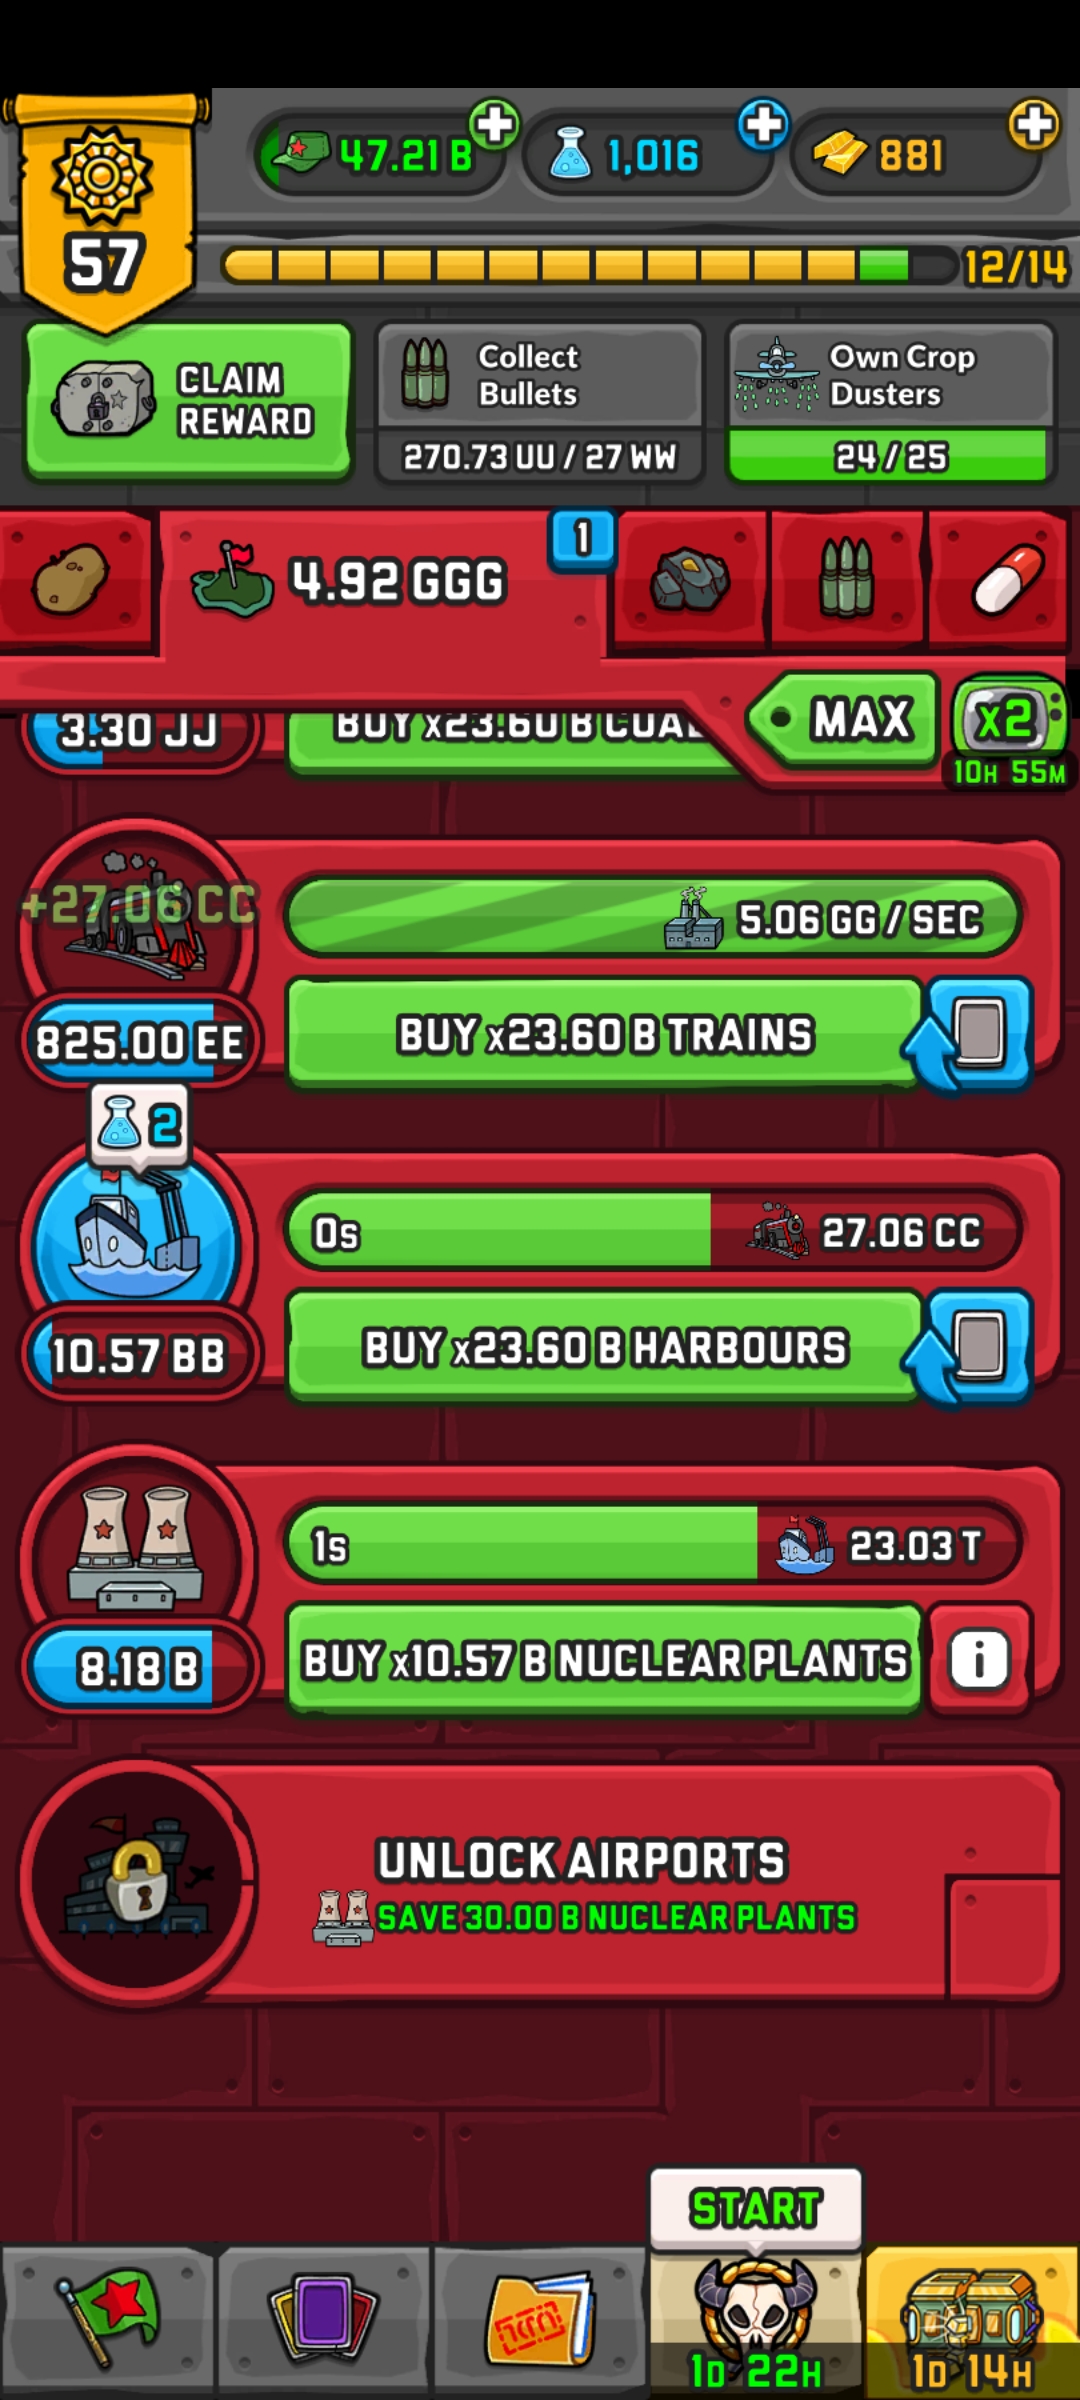 47.21 B
1,016
881
57
12/14
CLAIM
REWARD
Collect
Bullets
270.73 UU / 27 WW
Own Crop
Dusters
24 / 25
4.92 GGG
1
MAX
x2
10H 55M
3.30 JJ
BUY x23.60 B COAL
+27.06 CC
5.06 GG / SEC
825.00 EE
BUY x23.60 B TRAINS
2
0s
27.06 CC
10.57 BB
BUY x23.60 B HARBOURS
1s
23.03 T
8.18 B
BUY x10.57 B NUCLEAR PLANTS
i
UNLOCK AIRPORTS
SAVE 30.00 B NUCLEAR PLANTS
START
1D 22H
1D 14H